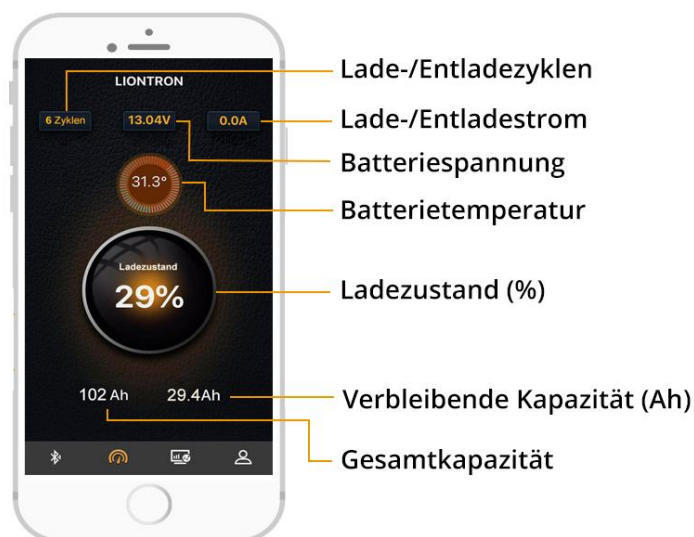 LIONTRON
6 Zyklen
13.04V
0.0A
31.3°
Ladezustand
29%
102 Ah
29.4Ah
Lade-/Entladezyklen
Lade-/Entladestrom
Batteriespannung
Batterietemperatur
Ladezustand (%)
Verbleibende Kapazität (Ah)
Gesamtkapazität